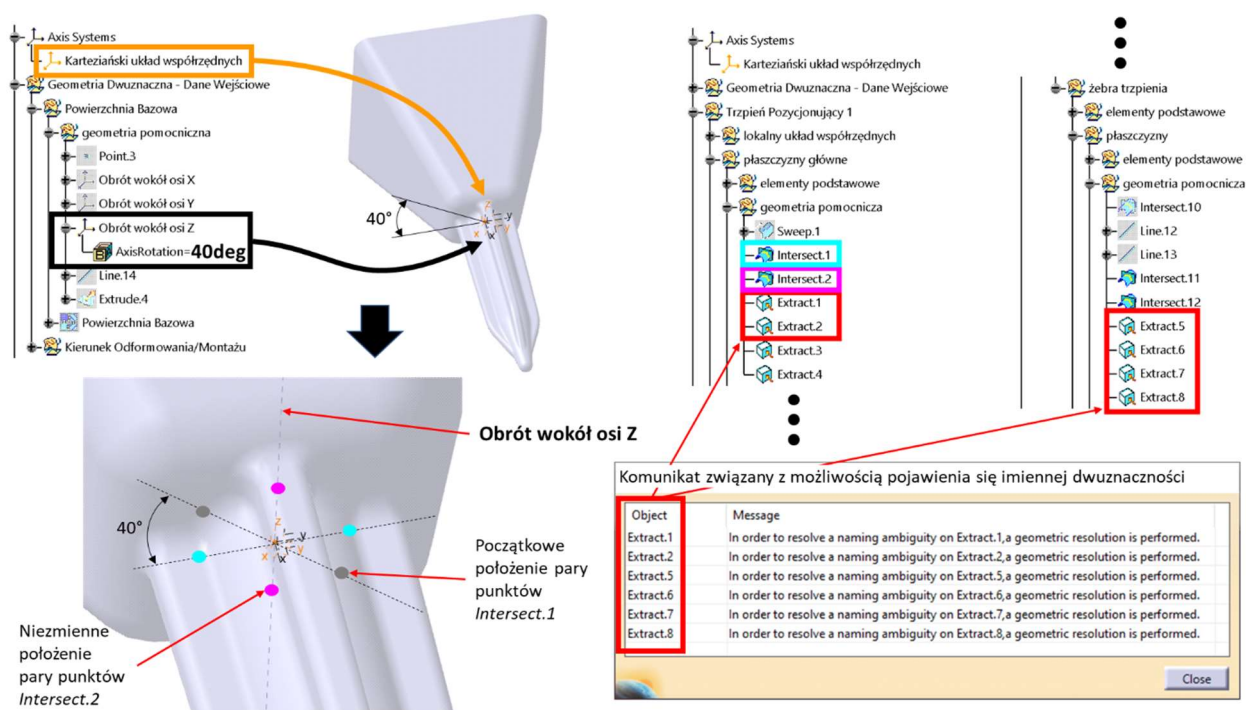 Axis Systems
Karteziański układ współrzędnych
Geometria Dwuznaczna - Dane Wejściowe
Powierzchnia Bazowa
geometria pomocniczna
Point.3
Obrót wokół osi X
Obrót wokół osi Y
Obrót wokół osi Z
AxisRotation=40deg
Line.14
Extrude.4
Powierzchnia Bazowa
Kierunek Odformowania/Montażu
40°
z
y
x
x
y
Axis Systems
Karteziański układ współrzędnych
Geometria Dwuznaczna - Dane Wejściowe
Trzpień Pozycjonujący 1
lokalny układ współrzędnych
płaszczyzny główne
elementy podstawowe
geometria pomocnicza
Sweep.1
Intersect.1
Intersect.2
Extract.1
Extract.2
Extract.3
Extract.4
żebra trzpienia
elementy podstawowe
płaszczyzny
elementy podstawowe
geometria pomocnicza
Intersect.10
Line.12
Line.13
Intersect.11
Intersect.12
Extract.5
Extract.6
Extract.7
Extract.8
Obrót wokół osi Z
40°
z
y
x
x
y
Początkowe
położenie pary
punktów
Intersect.1
Niezmienne
położenie
pary punktów
Intersect.2
Komunikat związany z możliwością pojawienia się imiennej dwuznaczności
Object Message
Extract.1 In order to resolve a naming ambiguity on Extract.1,a geometric resolution is performed.
Extract.2 In order to resolve a naming ambiguity on Extract.2,a geometric resolution is performed.
Extract.5 In order to resolve a naming ambiguity on Extract.5,a geometric resolution is performed.
Extract.6 In order to resolve a naming ambiguity on Extract.6,a geometric resolution is performed.
Extract.7 In order to resolve a naming ambiguity on Extract.7,a geometric resolution is performed.
Extract.8 In order to resolve a naming ambiguity on Extract.8,a geometric resolution is performed.
Close